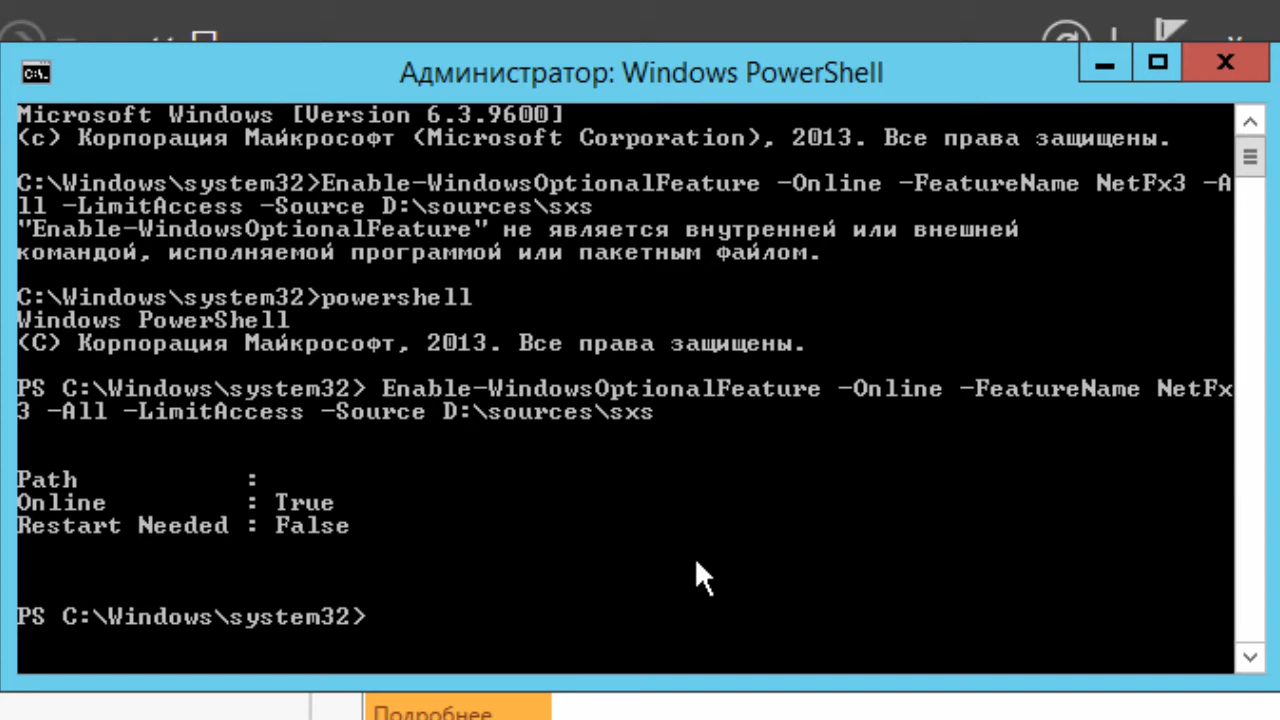 Администратор: Windows PowerShell
Microsoft Windows [Version 6.3.9600]
(c) Корпорация Майкрософт (Microsoft Corporation), 2013. Все права защищены.
C:\Windows\system32>Enable-WindowsOptionalFeature -Online -FeatureName NetFx3 -A
ll -LimitAccess -Source D:\sources\sxs
"Enable-WindowsOptionalFeature" не является внутренней или внешней
командой, исполняемой программой или пакетным файлом.
C:\Windows\system32>powershell
Windows PowerShell
(C) Корпорация Майкрософт, 2013. Все права защищены.
PS C:\Windows\system32> Enable-WindowsOptionalFeature -Online -FeatureName NetFx
3 -All -LimitAccess -Source D:\sources\sxs
Path :
Online : True
Restart Needed : False
PS C:\Windows\system32>
Подробнее